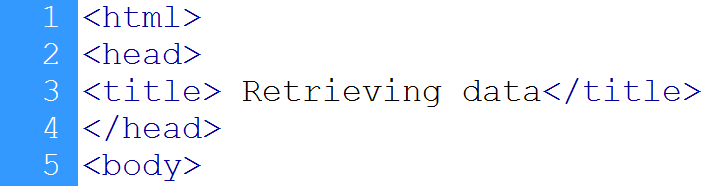 1 <html>
2 <head>
3 <title> Retrieving data</title>
4 </head>
5 <body>